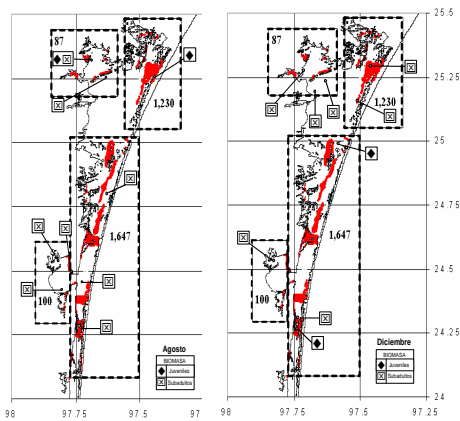 87
1,230
1,647
100
Agosto
BIOMASA
Juveniles
Subadultos
98
97.75
97.5
97
87
1,230
1,647
100
Diciembre
BIOMASA
Juveniles
Subadultos
98
97.75
97.5
97.25
25.5
25.25
25
24.75
24.5
24.25
24